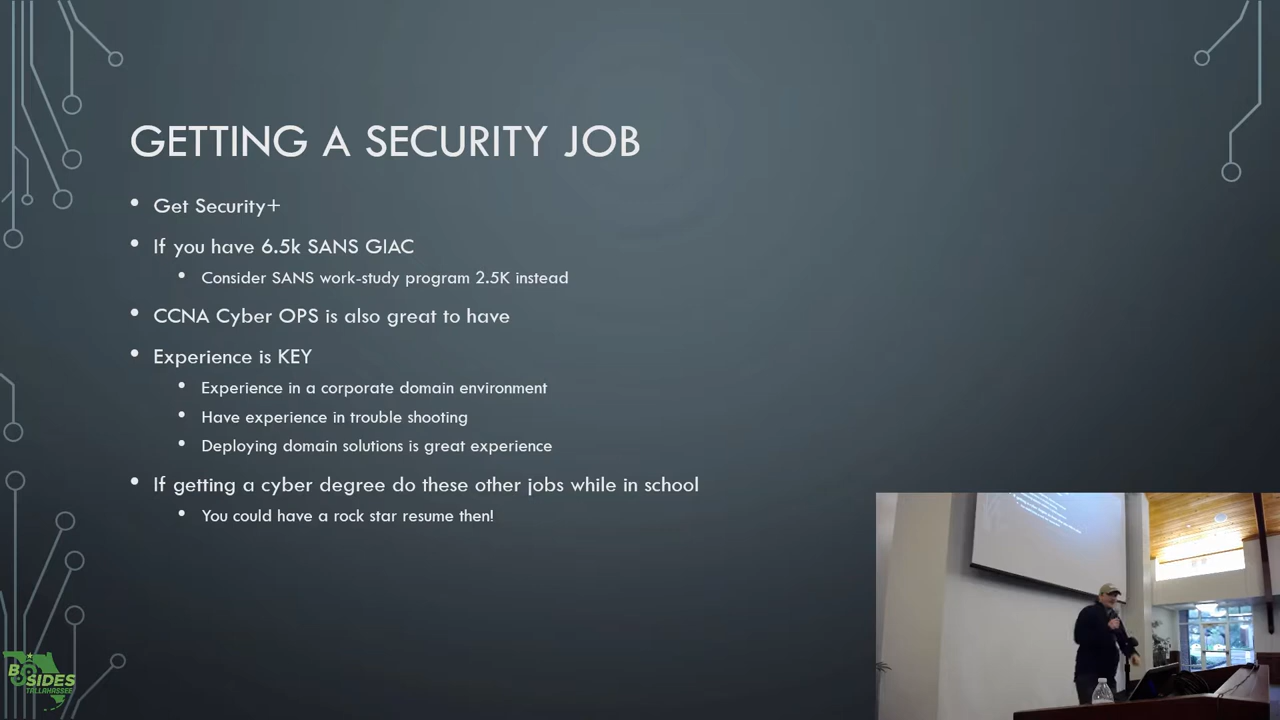 GETTING A SECURITY JOB
• Get Security+
• If you have 6.5k SANS GIAC
• Consider SANS work-study program 2.5K instead
• CCNA Cyber OPS is also great to have
• Experience is KEY
• Experience in a corporate domain environment
• Have experience in trouble shooting
• Deploying domain solutions is great experience
• If getting a cyber degree do these other jobs while in school
• You could have a rock star resume then!
BSIDES
TALLAHASSEE